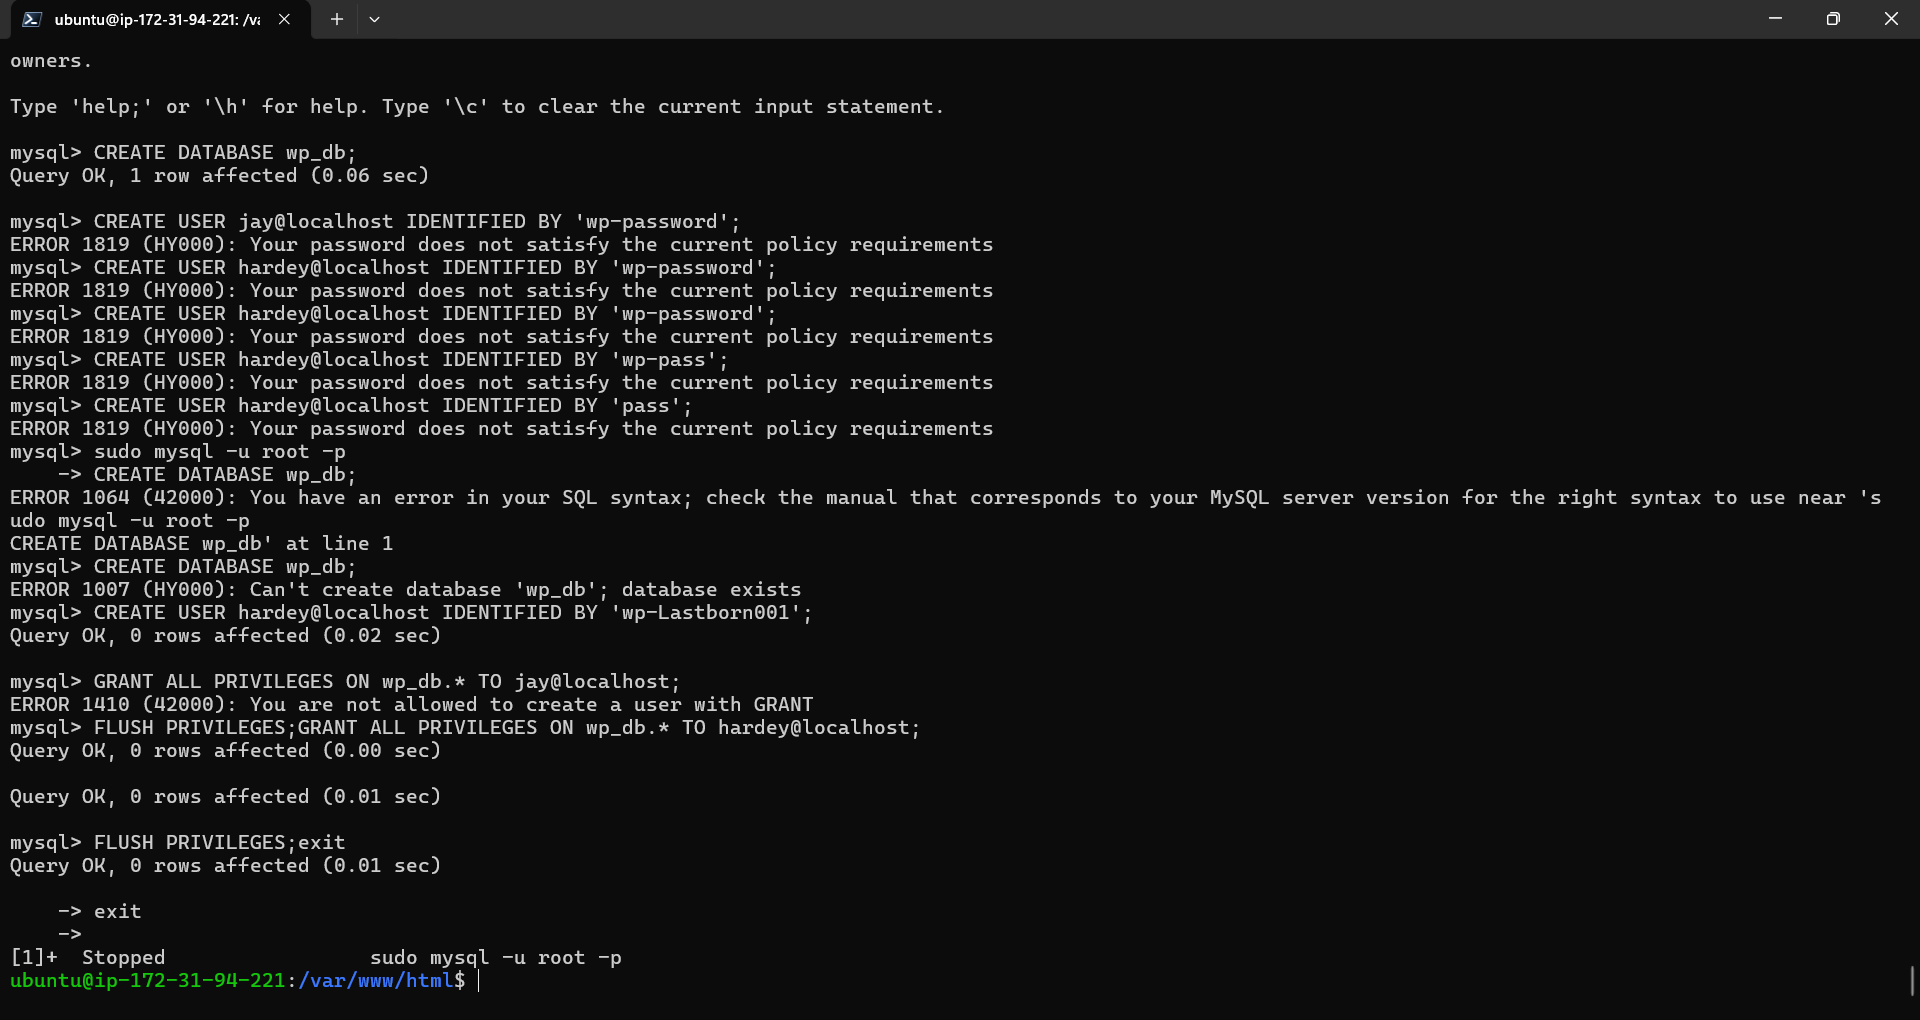 ubuntu@ip-172-31-94-221: /va
owners.
Type 'help;' or '\h' for help. Type '\c' to clear the current input statement.
mysql> CREATE DATABASE wp_db;
Query OK, 1 row affected (0.06 sec)
mysql> CREATE USER jay@localhost IDENTIFIED BY 'wp-password';
ERROR 1819 (HY000): Your password does not satisfy the current policy requirements
mysql> CREATE USER hardey@localhost IDENTIFIED BY 'wp-password';
ERROR 1819 (HY000): Your password does not satisfy the current policy requirements
mysql> CREATE USER hardey@localhost IDENTIFIED BY 'wp-password';
ERROR 1819 (HY000): Your password does not satisfy the current policy requirements
mysql> CREATE USER hardey@localhost IDENTIFIED BY 'wp-pass';
ERROR 1819 (HY000): Your password does not satisfy the current policy requirements
mysql> CREATE USER hardey@localhost IDENTIFIED BY 'pass';
ERROR 1819 (HY000): Your password does not satisfy the current policy requirements
mysql> sudo mysql -u root -p
    -> CREATE DATABASE wp_db;
ERROR 1064 (42000): You have an error in your SQL syntax; check the manual that corresponds to your MySQL server version for the right syntax to use near 's
udo mysql -u root -p
CREATE DATABASE wp_db' at line 1
mysql> CREATE DATABASE wp_db;
ERROR 1007 (HY000): Can't create database 'wp_db'; database exists
mysql> CREATE USER hardey@localhost IDENTIFIED BY 'wp-Lastborn001';
Query OK, 0 rows affected (0.02 sec)
mysql> GRANT ALL PRIVILEGES ON wp_db.* TO jay@localhost;
ERROR 1410 (42000): You are not allowed to create a user with GRANT
mysql> FLUSH PRIVILEGES;GRANT ALL PRIVILEGES ON wp_db.* TO hardey@localhost;
Query OK, 0 rows affected (0.00 sec)
Query OK, 0 rows affected (0.01 sec)
mysql> FLUSH PRIVILEGES;exit
Query OK, 0 rows affected (0.01 sec)
    -> exit
    ->
[1]+  Stopped                 sudo mysql -u root -p
ubuntu@ip-172-31-94-221:/var/www/html$